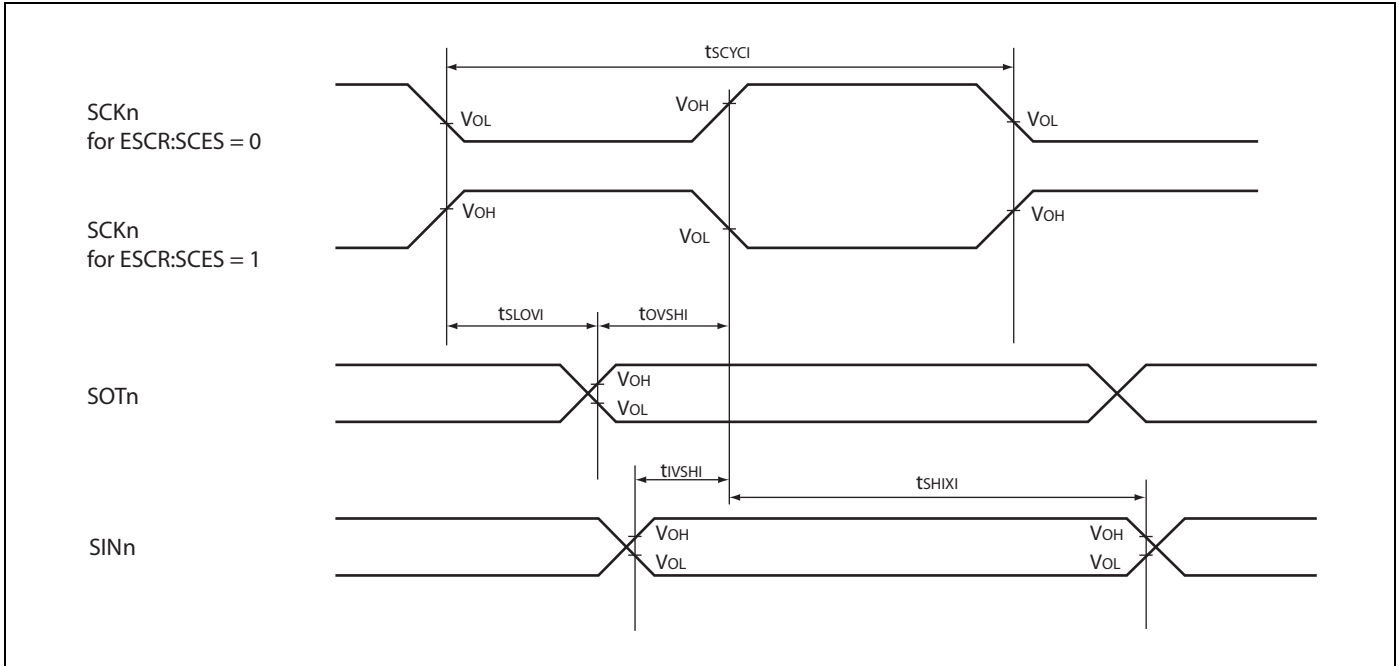 tSCYCI
SCKn
for ESCR:SCES = 0
VOL
VOH
VOL
SCKn
for ESCR:SCES = 1
VOH
VOL
VOH
tSLOVI
tOVSHI
SOTn
VOH
VOL
tIVSHI
tSHIXI
SINn
VOH
VOL
VOH
VOL